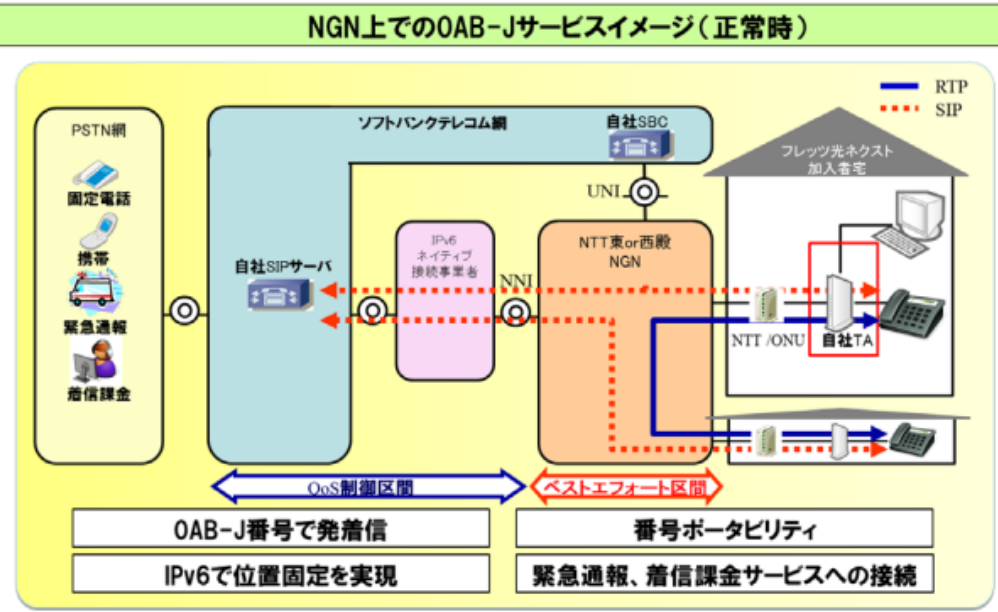 NGN上での0AB-Jサービスイメージ(正常時)
RTP
SIP
PSTN網
固定電話
携帯
緊急通報
着信課金
ソフトバンクテレコム網
自社SBC
自社SIPサーバ
UNI
IPv6
ネイティブ
接続事業者
NNI
NTT東or西殿
NGN
フレッツ光ネクスト
加入者宅
NTT /ONU
自社TA
QoS制御区間
ベストエフォート区間
0AB-J番号で発着信
番号ポータビリティ
IPv6で位置固定を実現
緊急通報、着信課金サービスへの接続